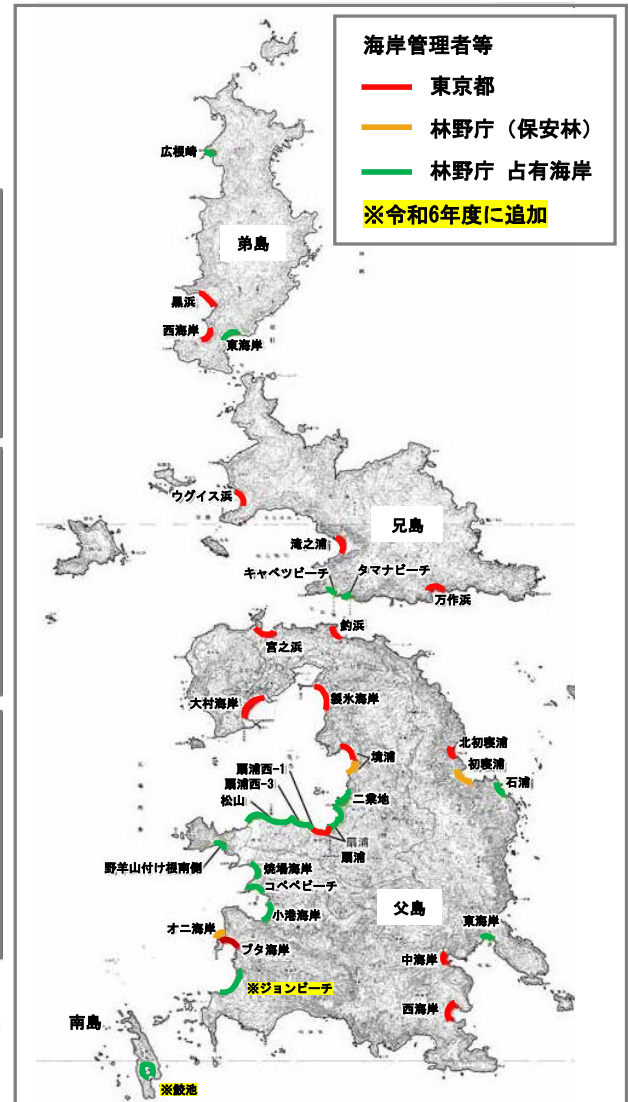 海岸管理者等
東京都
林野庁（保安林）
林野庁 占有海岸
※令和6年度に追加
広根崎
弟島
黒浜
西海岸
東海岸
ウグイス浜
兄島
滝之浦
キャベツビーチ
タマナビーチ
万作浜
釣浜
宮之浜
大村海岸
製氷海岸
境浦
北初寝浦
初寝浦
石浦
扇浦西-1
扇浦西-3
松山
二業地
扇浦
扇浦
野羊山付け根南側
焼場海岸
コペペビーチ
小港海岸
父島
東海岸
オニ海岸
ブタ海岸
中海岸
※ジョンビーチ
西海岸
南島
※鮫池